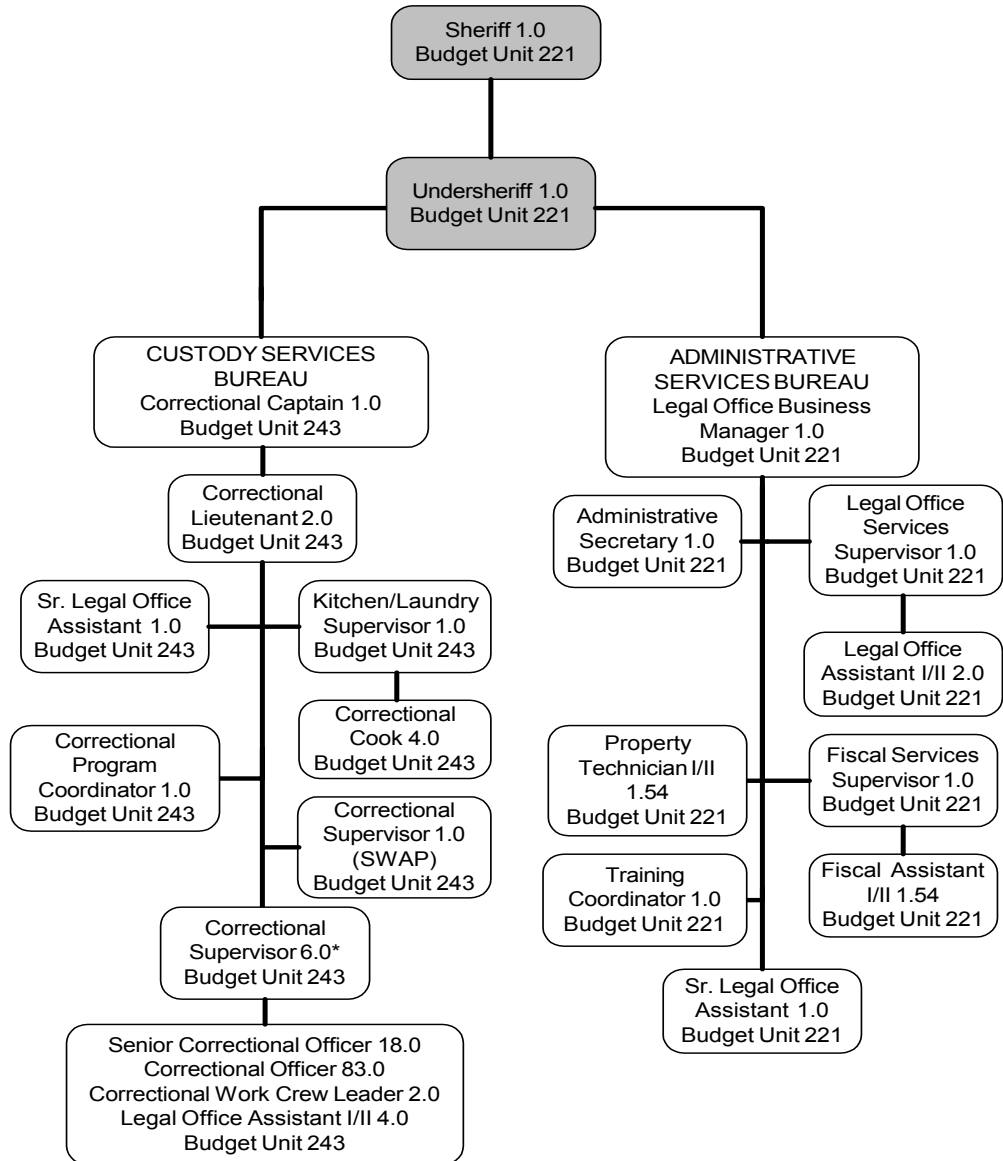 Sheriff 1.0
Budget Unit 221
Undersheriff 1.0
Budget Unit 221
CUSTODY SERVICES
BUREAU
Correctional Captain 1.0
Budget Unit 243
Correctional
Lieutenant 2.0
Budget Unit 243
Sr. Legal Office
Assistant 1.0
Budget Unit 243
Kitchen/Laundry
Supervisor 1.0
Budget Unit 243
Correctional
Cook 4.0
Budget Unit 243
Correctional
Program
Coordinator 1.0
Budget Unit 243
Correctional
Supervisor 1.0
(SWAP)
Budget Unit 243
Correctional
Supervisor 6.0*
Budget Unit 243
Senior Correctional Officer 18.0
Correctional Officer 83.0
Correctional Work Crew Leader 2.0
Legal Office Assistant I/II 4.0
Budget Unit 243
ADMINISTRATIVE
SERVICES BUREAU
Legal Office Business
Manager 1.0
Budget Unit 221
Administrative
Secretary 1.0
Budget Unit 221
Legal Office
Services
Supervisor 1.0
Budget Unit 221
Legal Office
Assistant I/II 2.0
Budget Unit 221
Property
Technician I/II
1.54
Budget Unit 221
Fiscal Services
Supervisor 1.0
Budget Unit 221
Fiscal Assistant
I/II 1.54
Budget Unit 221
Training
Coordinator 1.0
Budget Unit 221
Sr. Legal Office
Assistant 1.0
Budget Unit 221